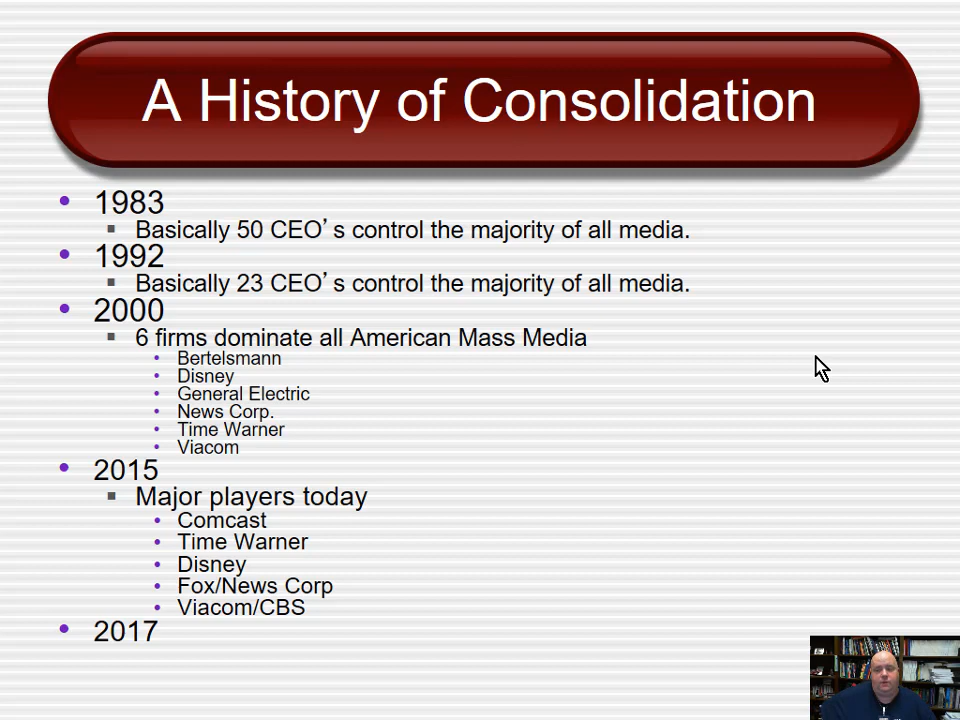 A History of Consolidation
• 1983
▪ Basically 50 CEO’s control the majority of all media.
• 1992
▪ Basically 23 CEO’s control the majority of all media.
• 2000
▪ 6 firms dominate all American Mass Media
• Bertelsmann
• Disney
• General Electric
• News Corp.
• Time Warner
• Viacom
• 2015
▪ Major players today
• Comcast
• Time Warner
• Disney
• Fox/News Corp
• Viacom/CBS
• 2017